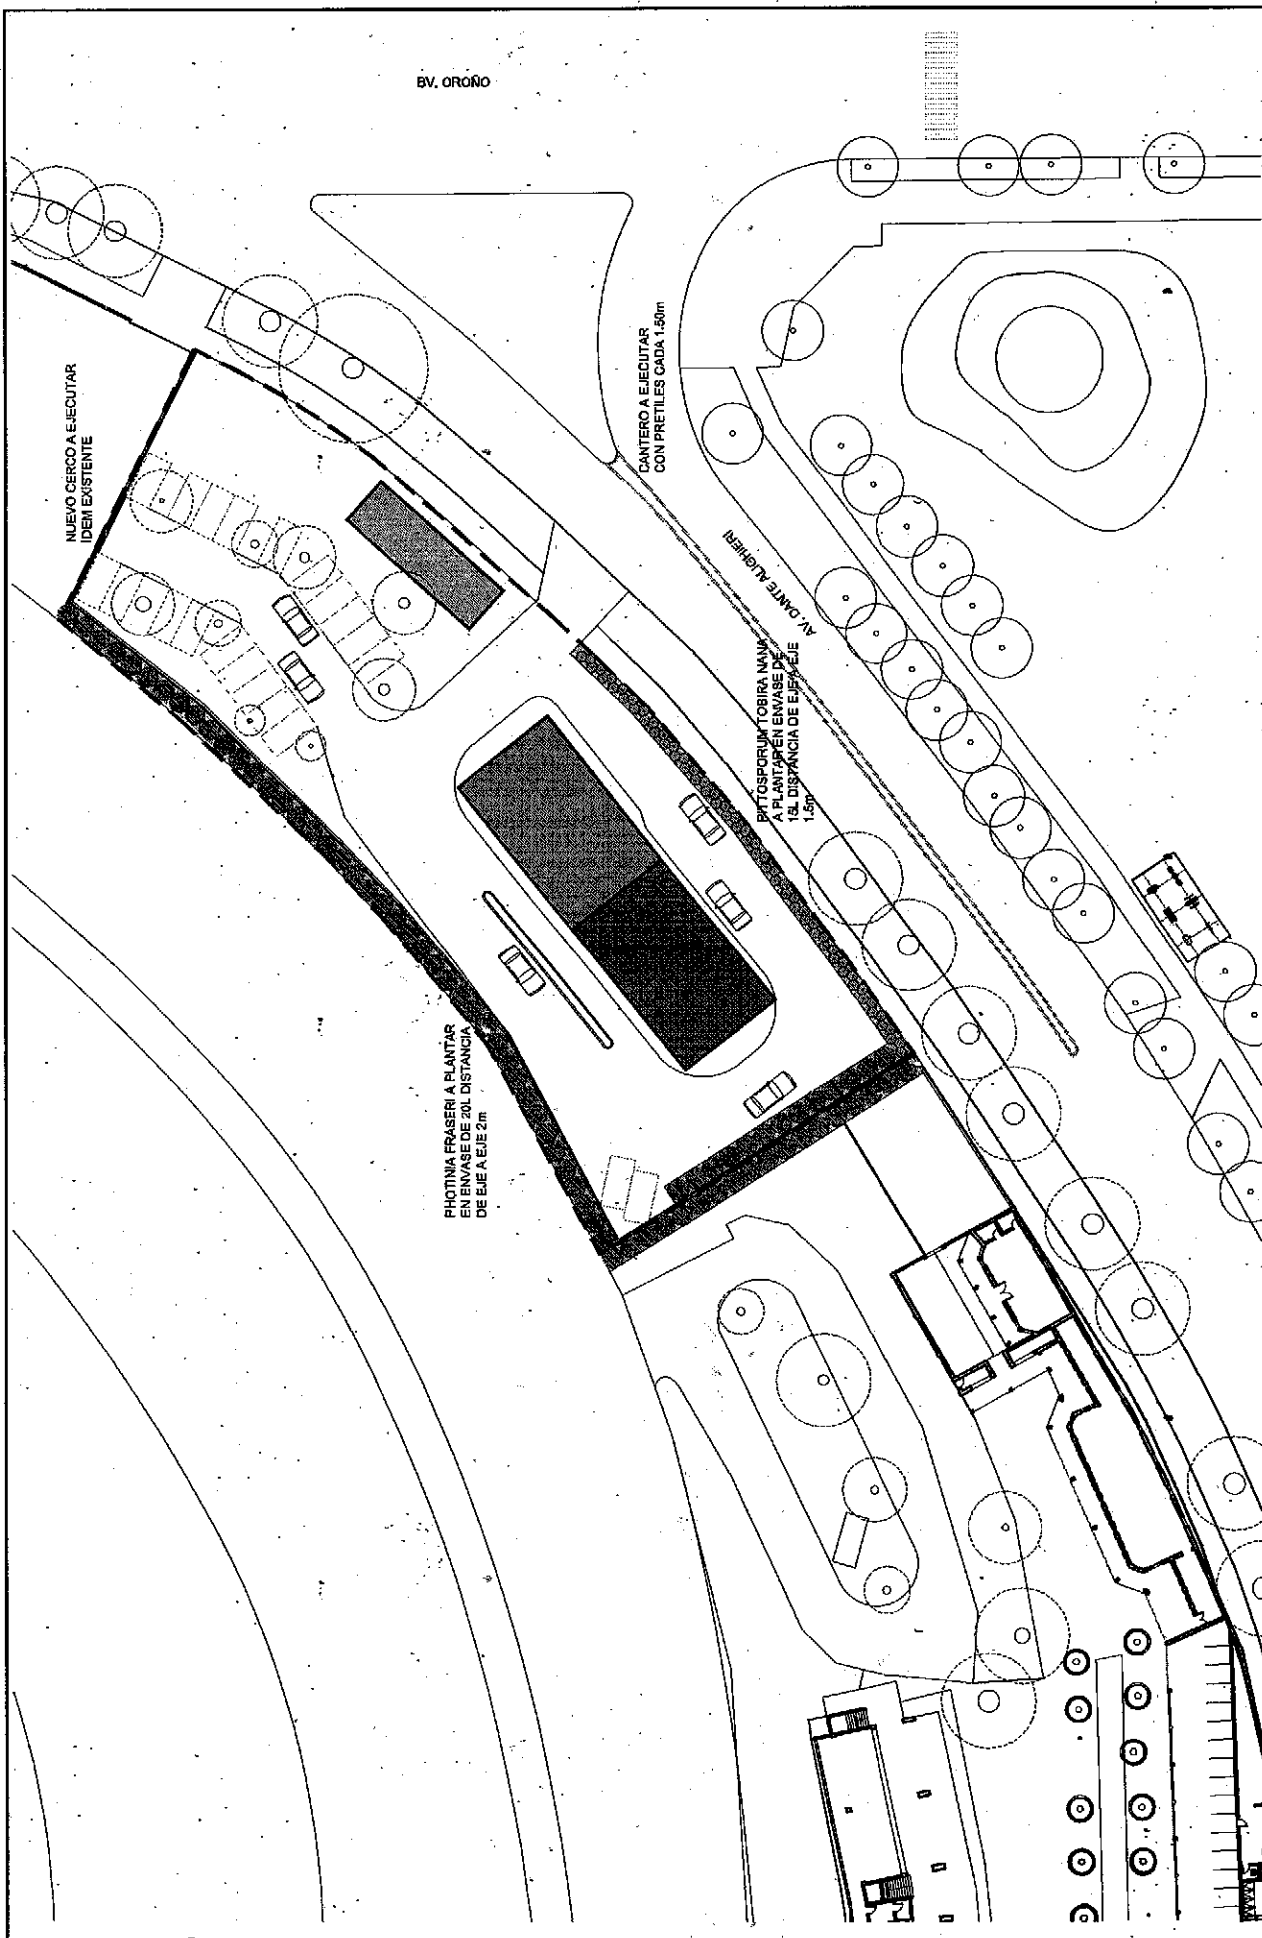 BV. OROÑO
NUEVO CERCO A EJECUTAR
IDEM EXISTENTE
CANTERO A EJECUTAR
CON PRETILES CADA 1.50m
AV. DANTE ALIGHIERI
PITTOSPORUM TOBIRA NANA
A PLANTAR EN ENVASE DE
15L DISTANCIA DE EJE A EJE
1.5m
PHOTINIA FRASERI A PLANTAR
EN ENVASE DE 20L DISTANCIA
DE EJE A EJE 2m